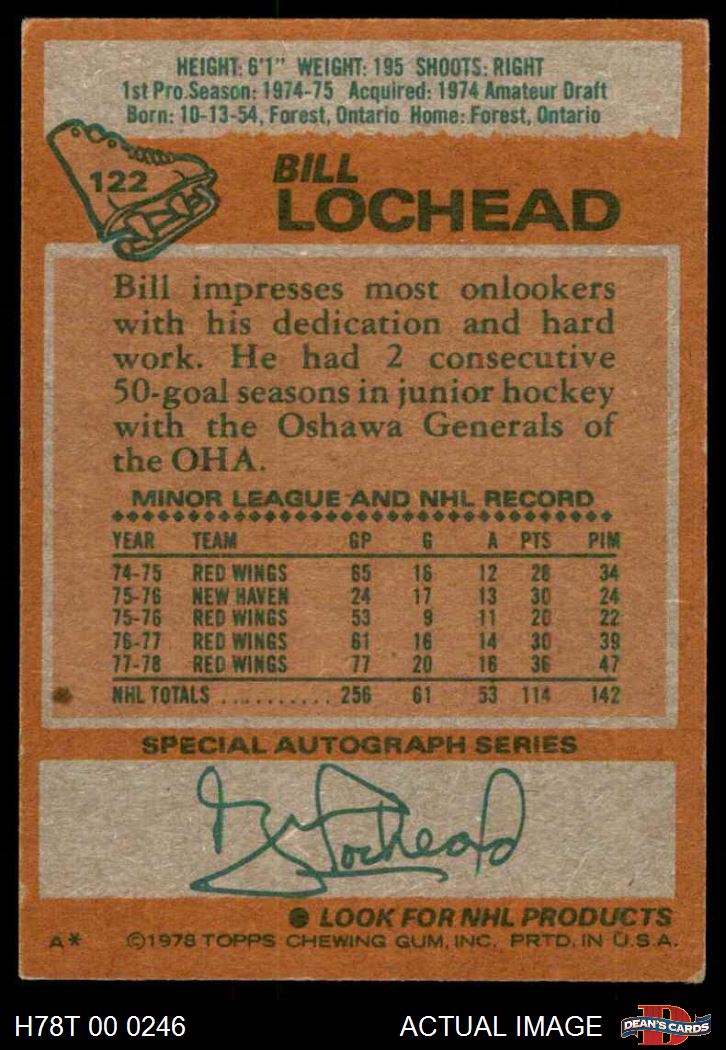 HEIGHT: 6'1" WEIGHT: 195 SHOOTS: RIGHT
1st Pro Season: 1974-75 Acquired: 1974 Amateur Draft
Born: 10-13-54, Forest, Ontario Home: Forest, Ontario
122
BILL
LOCHEAD
Bill impresses most onlookers
with his dedication and hard
work. He had 2 consecutive
50-goal seasons in junior hockey
with the Oshawa Generals of
the OHA.
MINOR LEAGUE AND NHL RECORD
YEAR TEAM GP G A PTS PIM
74-75 RED WINGS 65 16 12 28 34
75-76 NEW HAVEN 24 17 13 30 24
75-76 RED WINGS 53 9 11 20 22
76-77 RED WINGS 61 16 14 30 39
77-78 RED WINGS 77 20 16 36 47
NHL TOTALS ........... 256 61 53 114 142
SPECIAL AUTOGRAPH SERIES
Bill Lochead
● LOOK FOR NHL PRODUCTS
A* ©1978 TOPPS CHEWING GUM, INC. PRTD. IN U.S.A.
H78T 00 0246 ACTUAL IMAGE D DEAN'S CARDS